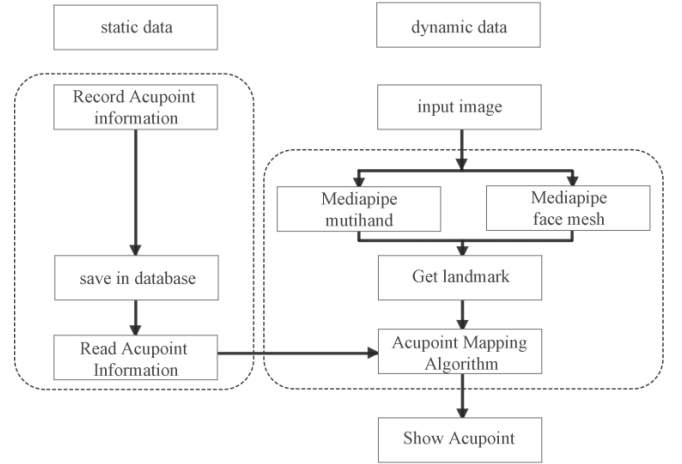 static data
dynamic data
Record Acupoint
information
input image
Mediapipe
mutihand
Mediapipe
face mesh
save in database
Get landmark
Read Acupoint
Information
Acupoint Mapping
Algorithm
Show Acupoint